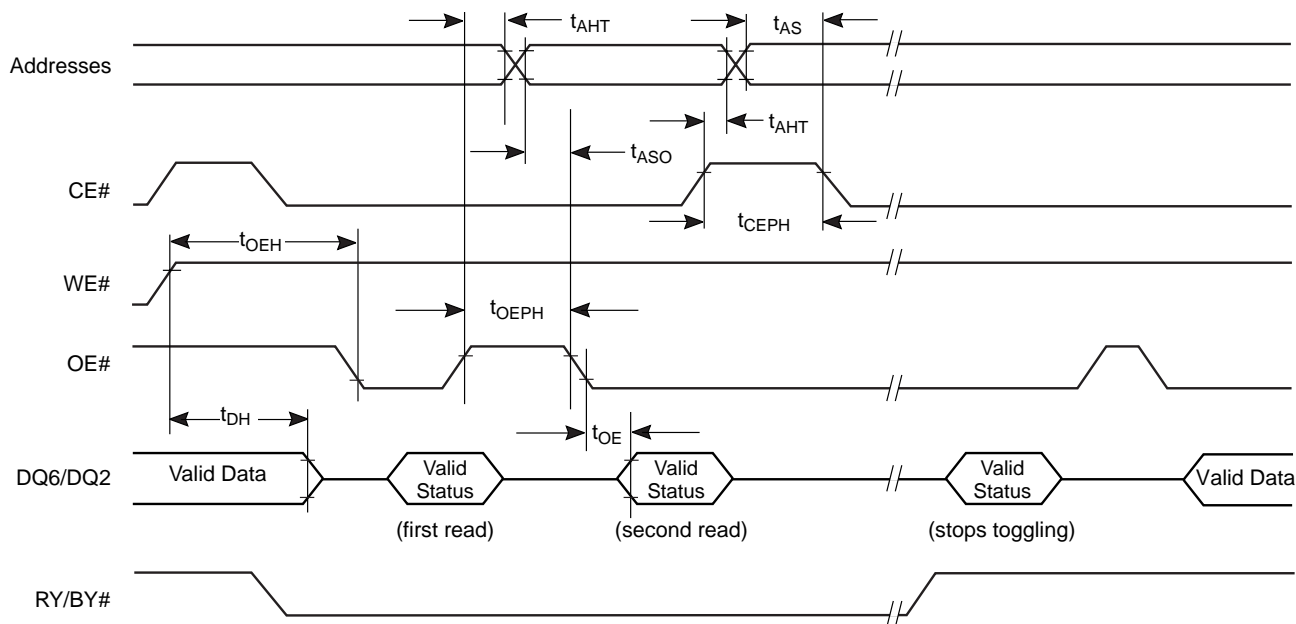 tAHT
tAS
Addresses
tAHT
tASO
CE#
tCEPH
tOEH
WE#
tOEPH
OE#
tDH
tOE
DQ6/DQ2
Valid Data
Valid
Status
Valid
Status
Valid
Status
Valid Data
(first read)
(second read)
(stops toggling)
RY/BY#